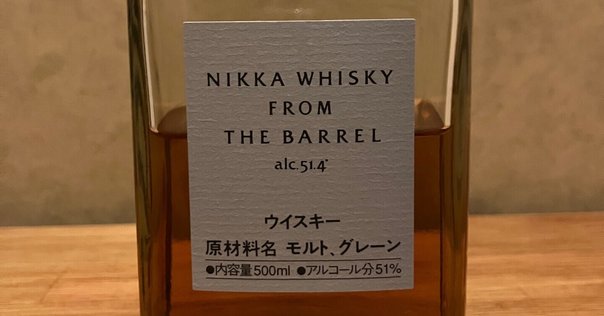 NIKKA WHISKY
FROM
THE BARREL
alc.51.4°
ウイスキー
原材料名 モルト、グレーン
●内容量500ml ●アルコール分51%